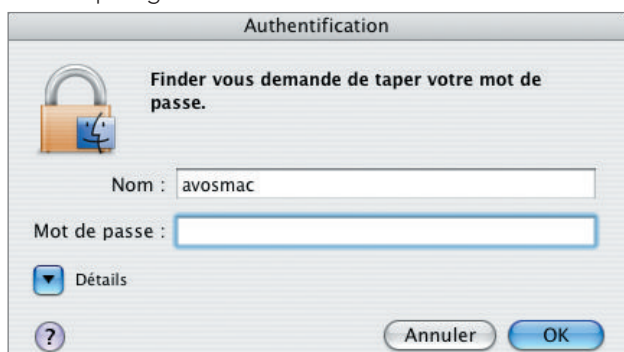 Authentification
Finder vous demande de taper votre mot de
passe.
Nom : avosmac
Mot de passe :
Détails
?
Annuler OK